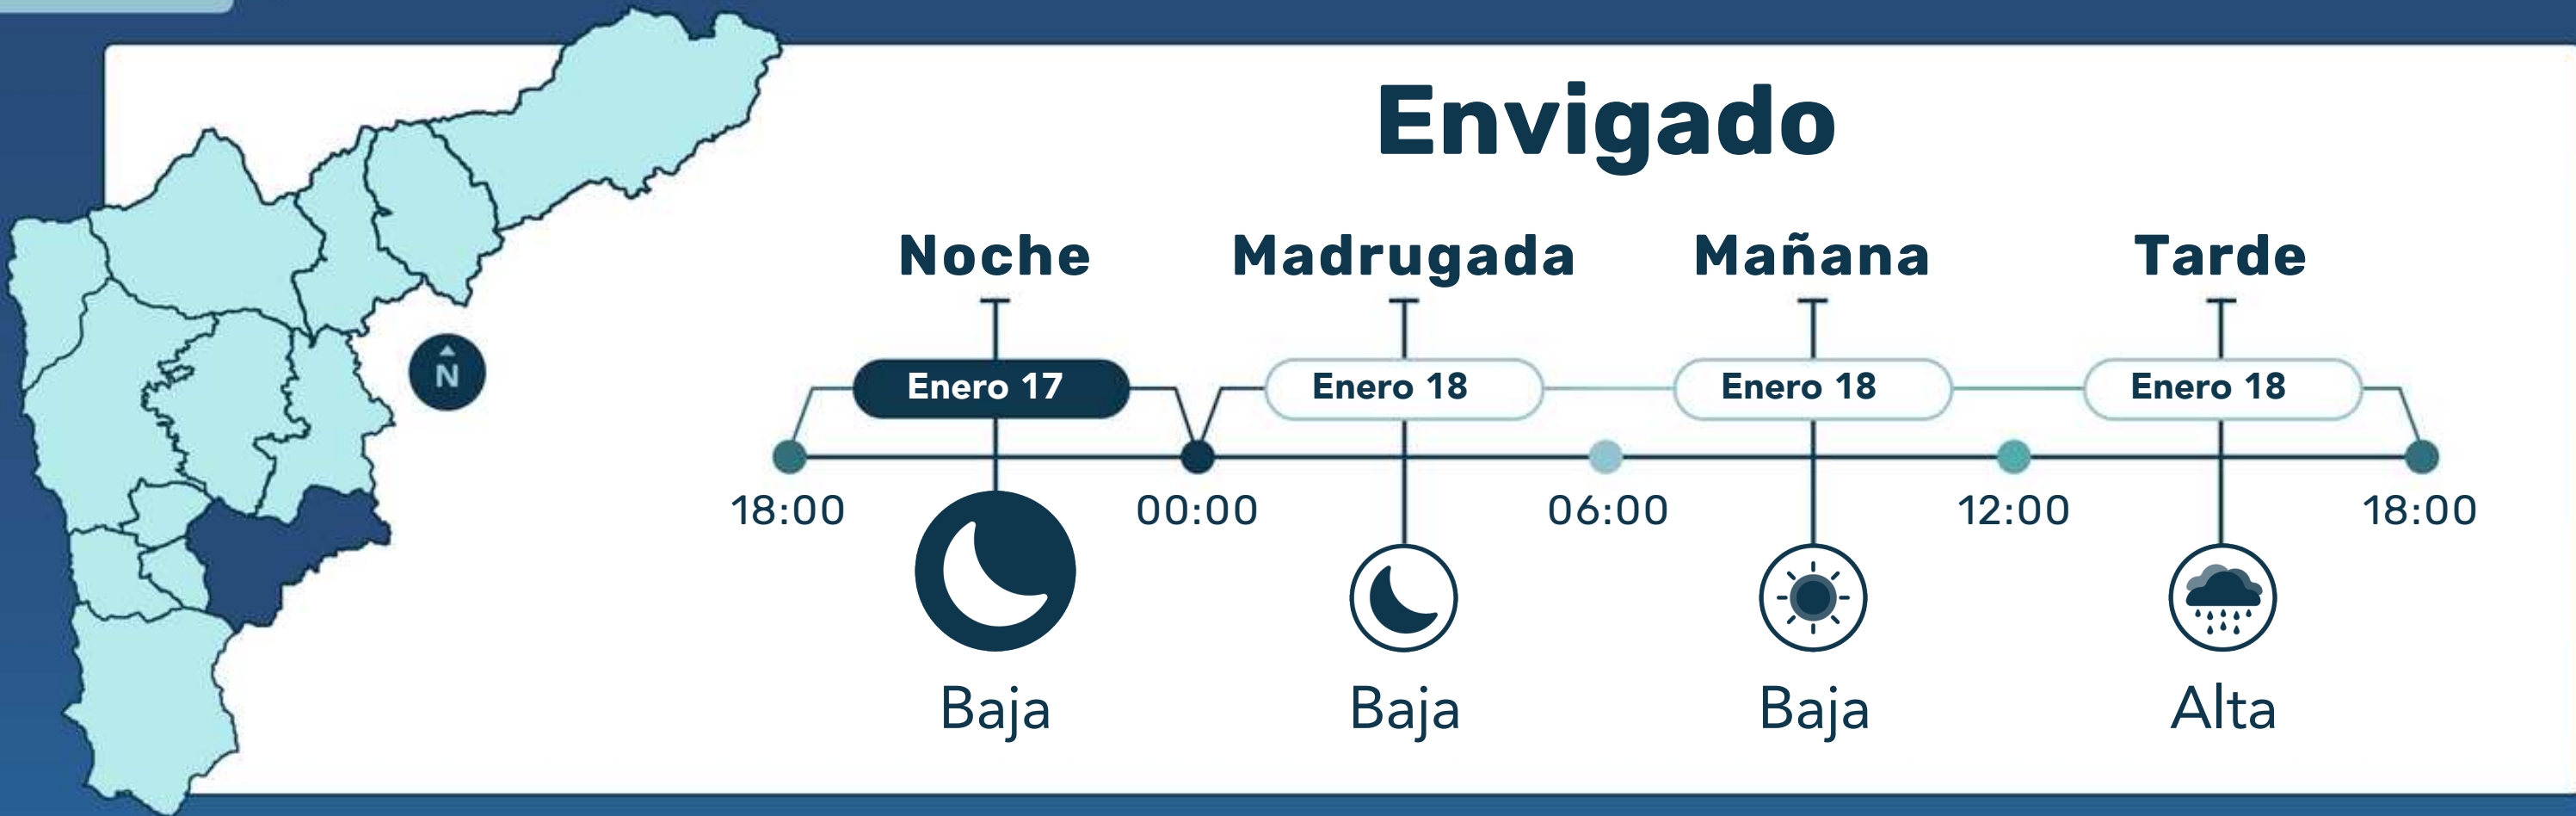 Envigado
Noche Madrugada Mañana Tarde
Enero 17 Enero 18 Enero 18 Enero 18
N
18:00 00:00 06:00 12:00 18:00
Baja Baja Baja Alta